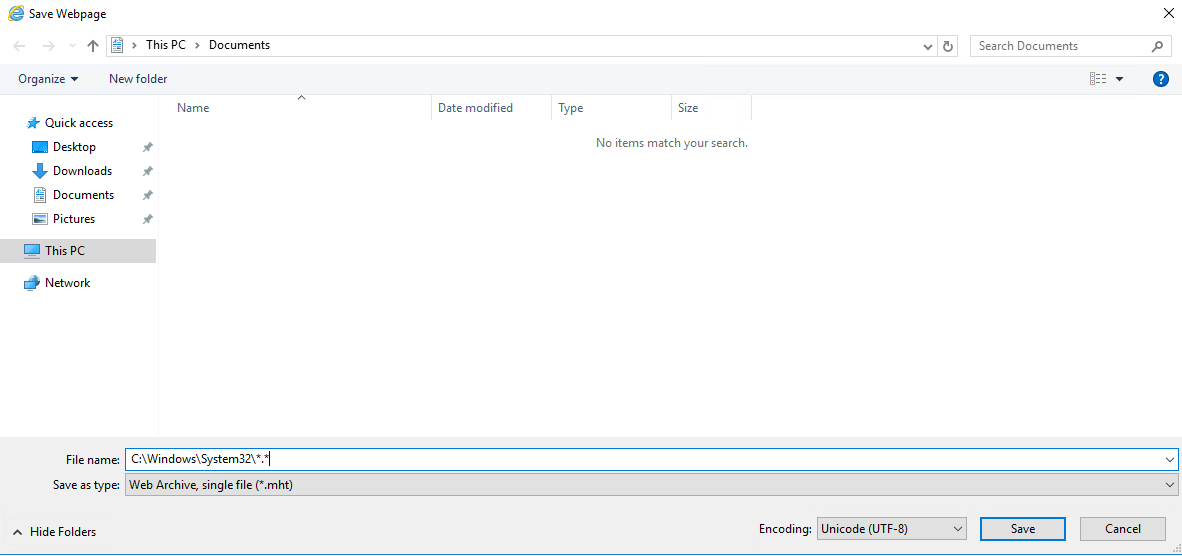 Save Webpage
This PC > Documents
Search Documents
Organize
New folder
?
Name
Date modified
Type
Size
No items match your search.
Quick access
Desktop
Downloads
Documents
Pictures
This PC
Network
File name: C:\Windows\System32\*.*
Save as type: Web Archive, single file (*.mht)
Hide Folders
Encoding: Unicode (UTF-8)
Save
Cancel